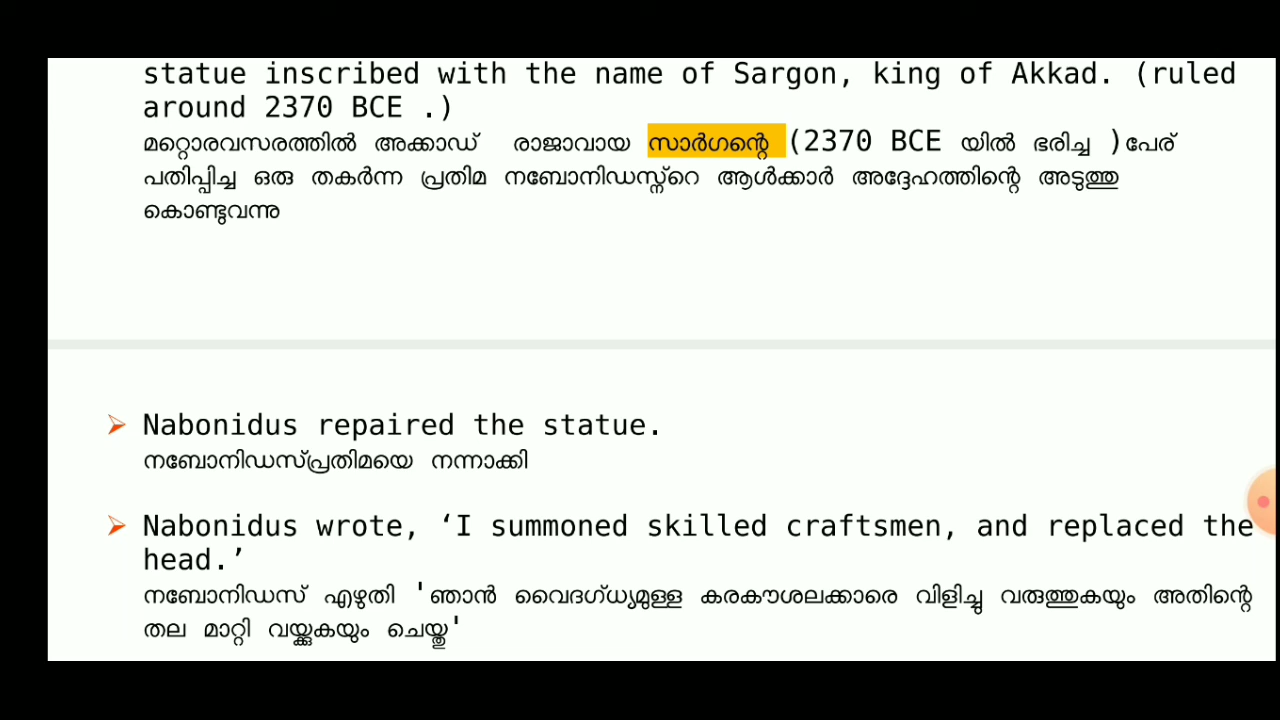 statue inscribed with the name of Sargon, king of Akkad. (ruled
around 2370 BCE .)
മറ്റൊരവസരത്തിൽ അക്കാഡ് രാജാവായ സാർഗന്റെ (2370 BCE യിൽ ഭരിച്ച )പേര്
പതിപ്പിച്ച ഒരു തകർന്ന പ്രതിമ നബോനിഡസ്ന്റെ ആൾക്കാർ അദ്ദേഹത്തിന്റെ അടുത്തു
കൊണ്ടുവന്നു
➢ Nabonidus repaired the statue.
നബോനിഡസ്പ്രതിമയെ നന്നാക്കി
➢ Nabonidus wrote, ‘I summoned skilled craftsmen, and replaced the
head.’
നബോനിഡസ് എഴുതി 'ഞാൻ വൈദഗ്ധ്യമുള്ള കരകൗശലക്കാരെ വിളിച്ചു വരുത്തുകയും അതിന്റെ
തല മാറ്റി വയ്ക്കുകയും ചെയ്തു'